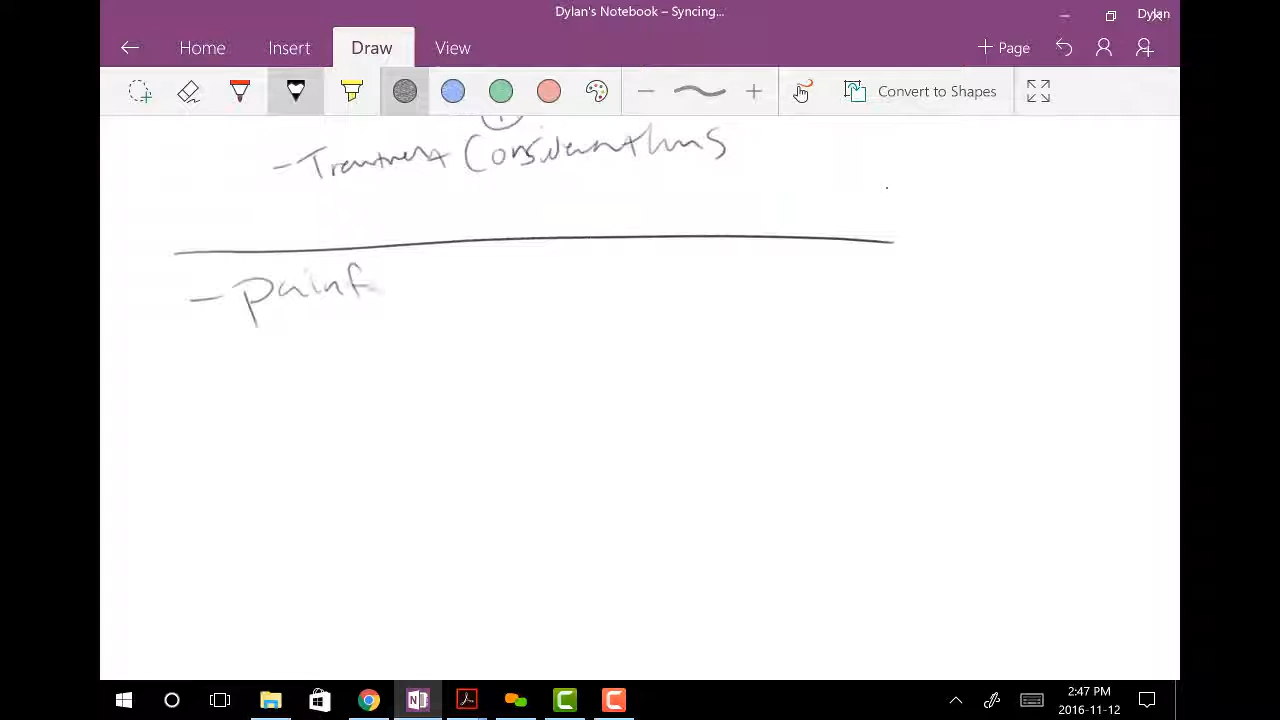 Dylan's Notebook – Syncing...
Dylan
Home Insert Draw View
Page
Convert to Shapes
- Treatment Considerations
- painf
2:47 PM
2016-11-12